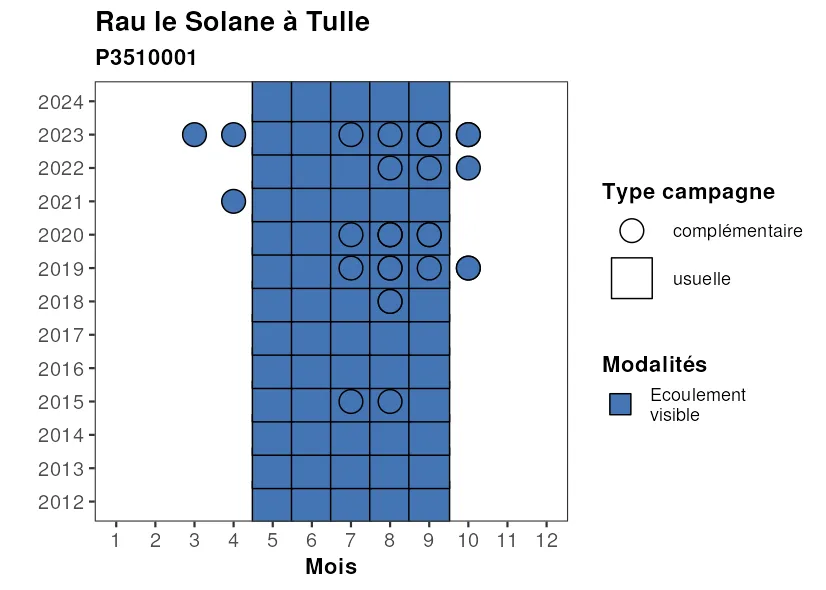 Rau le Solane à Tulle
P3510001
2024
2023
2022
2021
2020
2019
2018
2017
2016
2015
2014
2013
2012
1 2 3 4 5 6 7 8 9 10 11 12
Mois
Type campagne
complémentaire
usuelle
Modalités
Ecoulement
visible